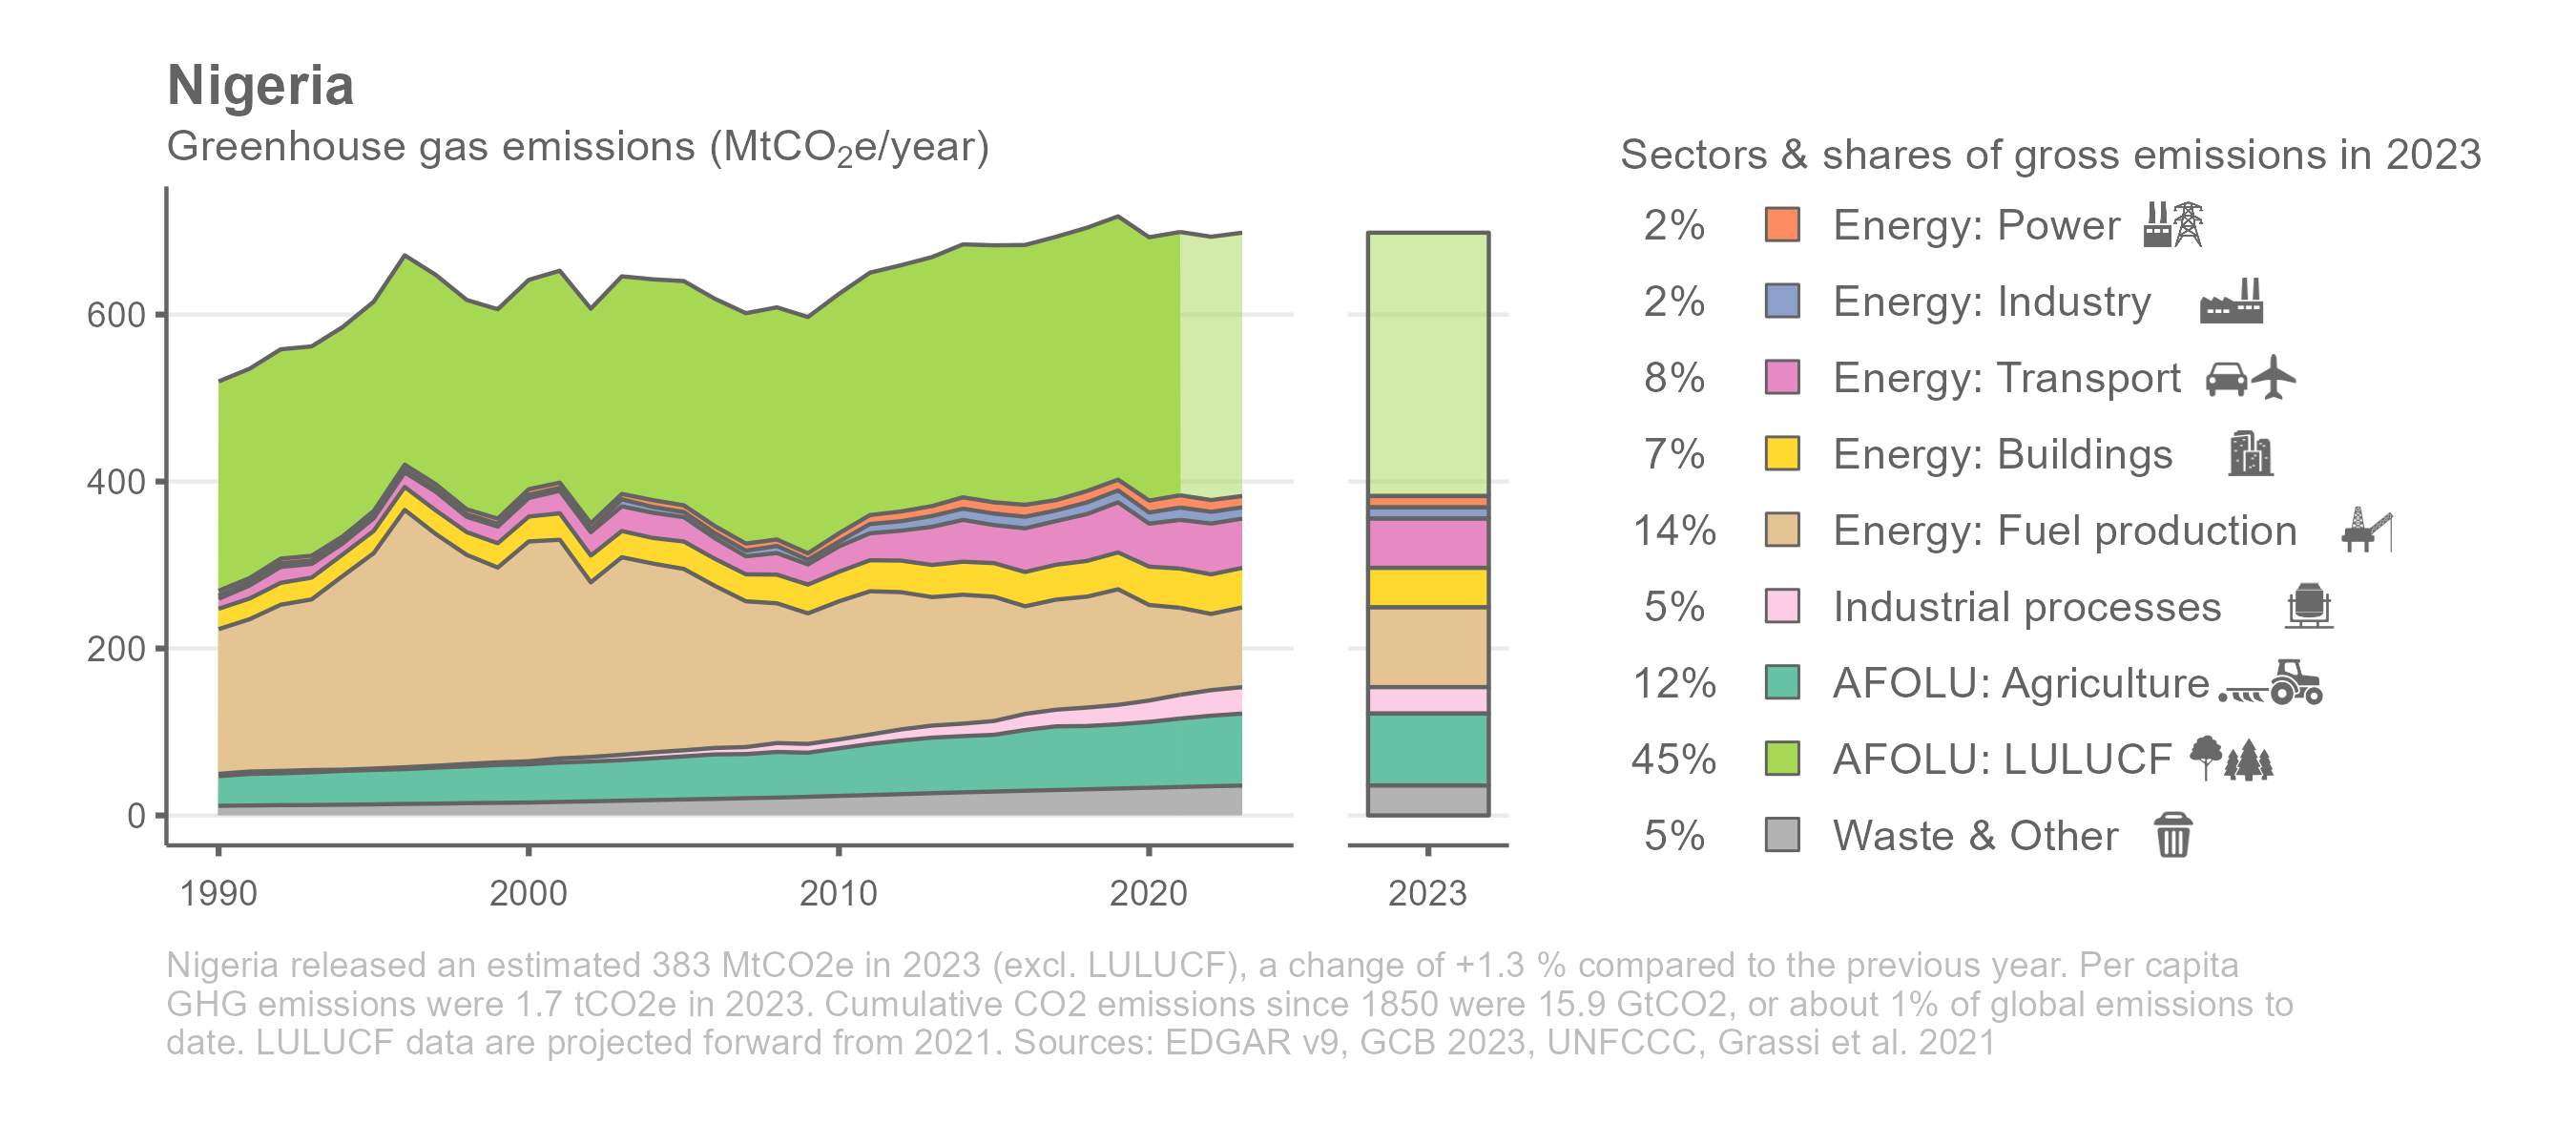 Nigeria
Greenhouse gas emissions (MtCO₂e/year)
600
400
200
0
1990
2000
2010
2020
2023
Sectors & shares of gross emissions in 2023
2% Energy: Power
2% Energy: Industry
8% Energy: Transport
7% Energy: Buildings
14% Energy: Fuel production
5% Industrial processes
12% AFOLU: Agriculture
45% AFOLU: LULUCF
5% Waste & Other
Nigeria released an estimated 383 MtCO2e in 2023 (excl. LULUCF), a change of +1.3 % compared to the previous year. Per capita
GHG emissions were 1.7 tCO2e in 2023. Cumulative CO2 emissions since 1850 were 15.9 GtCO2, or about 1% of global emissions to
date. LULUCF data are projected forward from 2021. Sources: EDGAR v9, GCB 2023, UNFCCC, Grassi et al. 2021